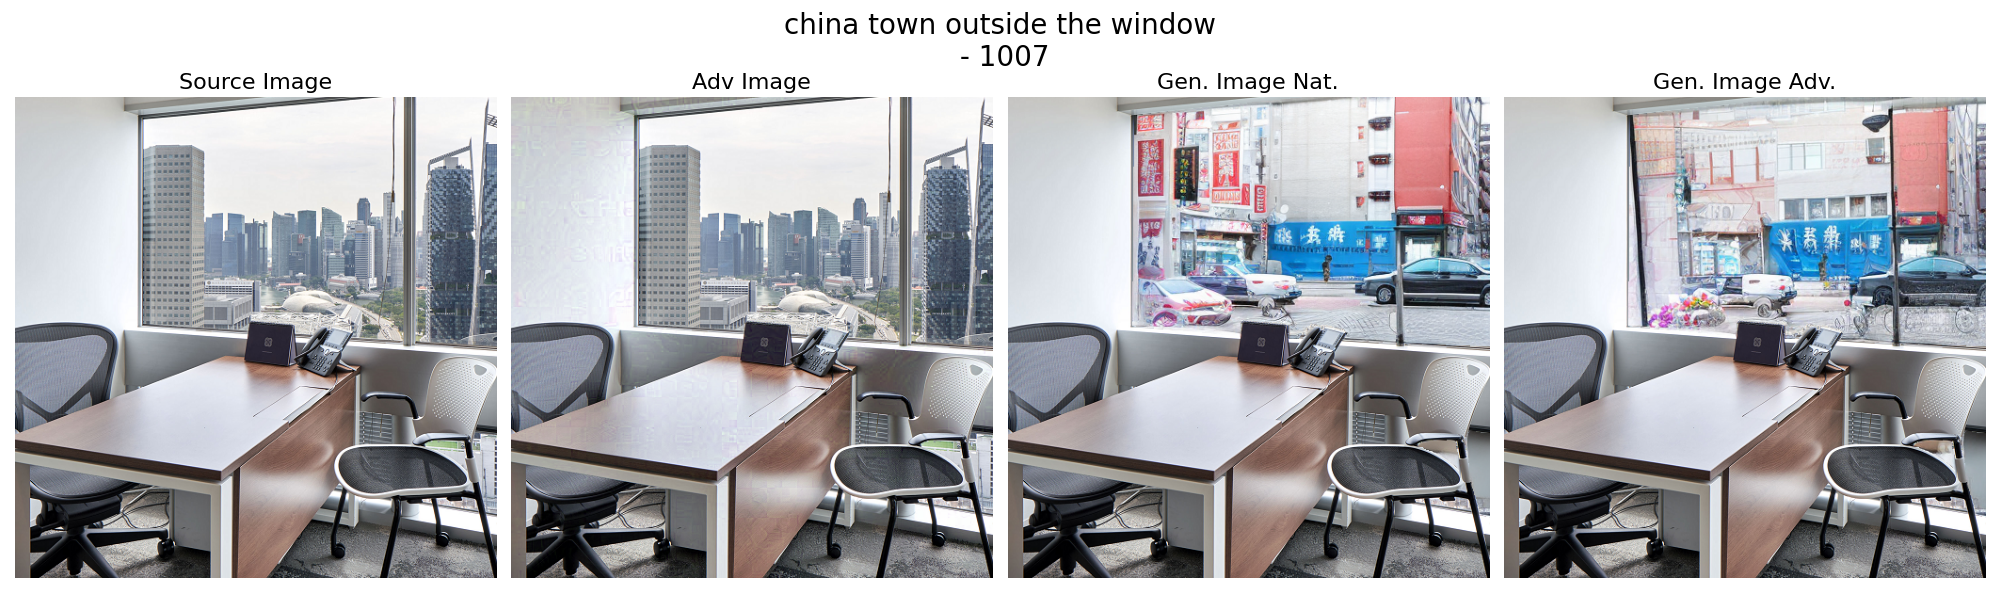 china town outside the window
- 1007
Source Image
Adv Image
Gen. Image Nat.
Gen. Image Adv.